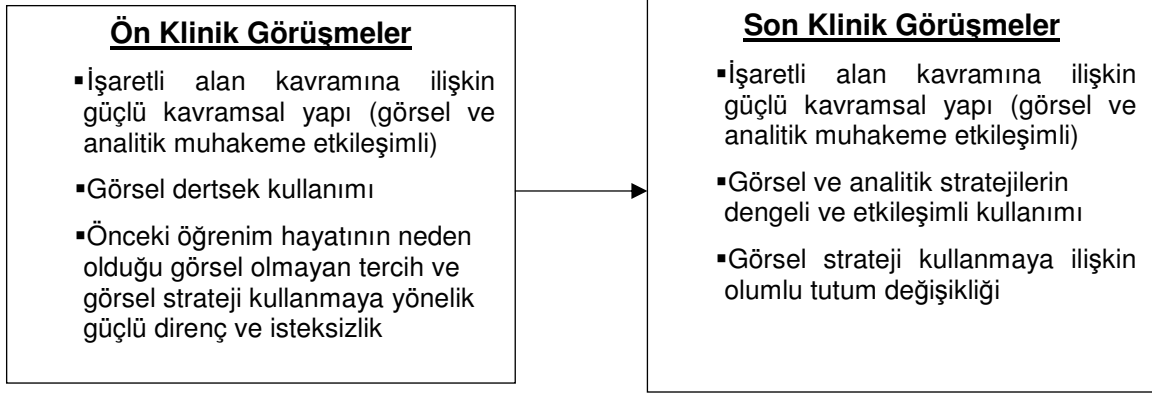 Ön Klinik Görüşmeler
▪İşaretli alan kavramına ilişkin
güçlü kavramsal yapı (görsel ve
analitik muhakeme etkileşimli)
▪Görsel dertsek kullanımı
▪Önceki öğrenim hayatının neden
olduğu görsel olmayan tercih ve
görsel strateji kullanmaya yönelik
güçlü direnç ve isteksizlik
Son Klinik Görüşmeler
▪İşaretli alan kavramına ilişkin
güçlü kavramsal yapı (görsel ve
analitik muhakeme etkileşimli)
▪Görsel ve analitik stratejilerin
dengeli ve etkileşimli kullanımı
▪Görsel strateji kullanmaya ilişkin
olumlu tutum değişikliği